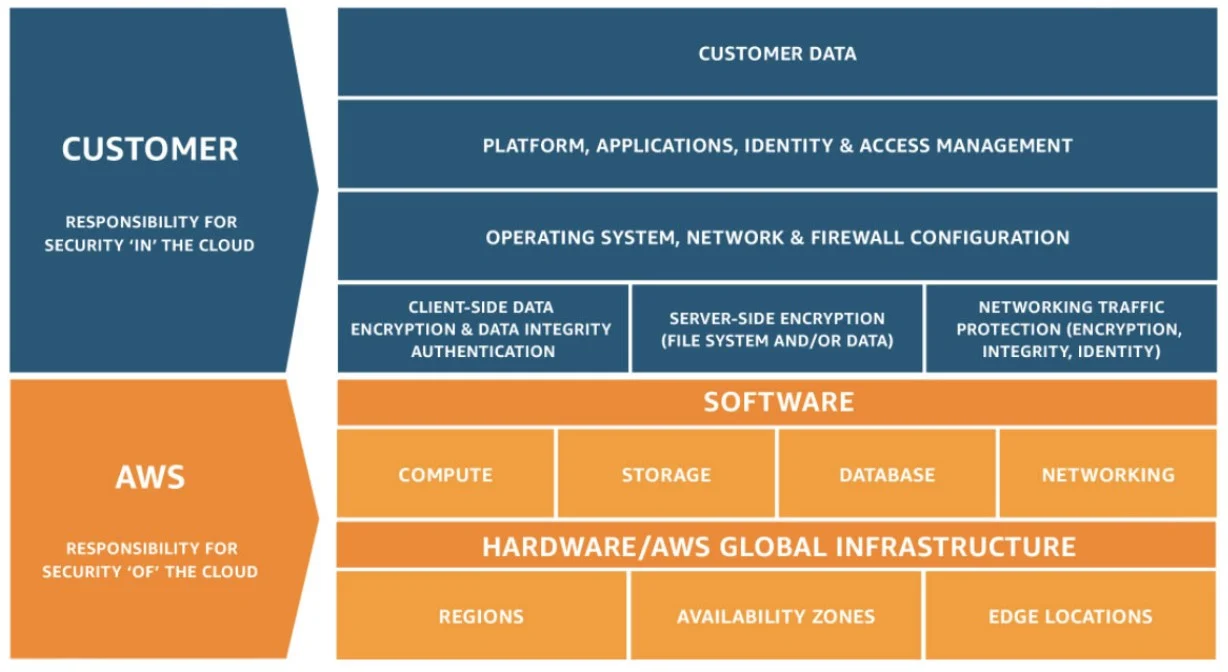 CUSTOMER
RESPONSIBILITY FOR
SECURITY ‘IN’ THE CLOUD
CUSTOMER DATA
PLATFORM, APPLICATIONS, IDENTITY & ACCESS MANAGEMENT
OPERATING SYSTEM, NETWORK & FIREWALL CONFIGURATION
CLIENT-SIDE DATA
ENCRYPTION & DATA INTEGRITY
AUTHENTICATION
SERVER-SIDE ENCRYPTION
(FILE SYSTEM AND/OR DATA)
NETWORKING TRAFFIC
PROTECTION (ENCRYPTION,
INTEGRITY, IDENTITY)
AWS
RESPONSIBILITY FOR
SECURITY ‘OF’ THE CLOUD
SOFTWARE
COMPUTE
STORAGE
DATABASE
NETWORKING
HARDWARE/AWS GLOBAL INFRASTRUCTURE
REGIONS
AVAILABILITY ZONES
EDGE LOCATIONS